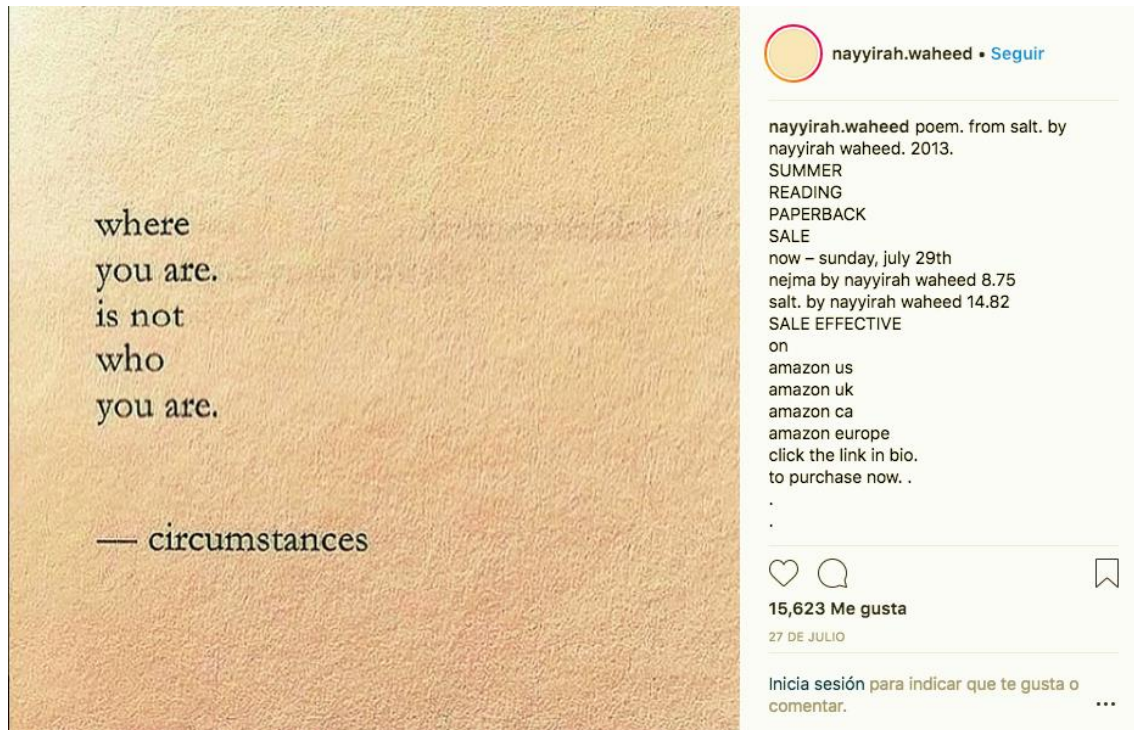 where
you are.
is not
who
you are.
— circumstances
nayyirah.waheed • Seguir
nayyirah.waheed poem. from salt. by
nayyirah waheed. 2013.
SUMMER
READING
PAPERBACK
SALE
now – sunday, july 29th
nejma by nayyirah waheed 8.75
salt. by nayyirah waheed 14.82
SALE EFFECTIVE
on
amazon us
amazon uk
amazon ca
amazon europe
click the link in bio.
to purchase now. .
.
.
15,623 Me gusta
27 DE JULIO
Inicia sesión para indicar que te gusta o
comentar.